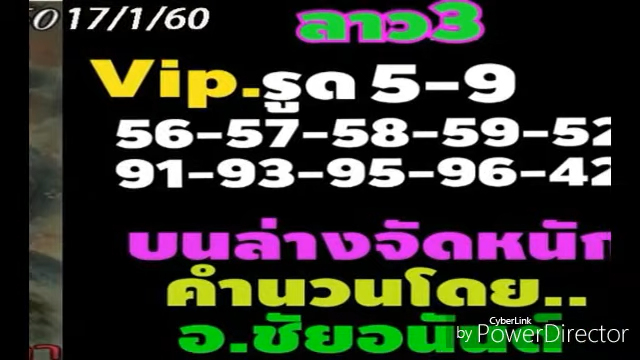 17/1/60
ลาว3
Vip.รูด 5-9
56-57-58-59-52
91-93-95-96-42
บนล่างจัดหนัก
คำนวนโดย..
อ.ชัยอนันต์
CyberLink
by PowerDirector